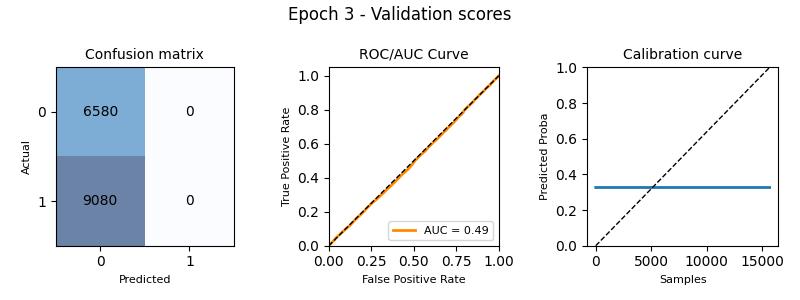 Epoch 3 - Validation scores
Confusion matrix
0
1
Actual
6580
0
9080
0
0
1
Predicted
ROC/AUC Curve
1.0
0.8
0.6
0.4
0.2
0.0
True Positive Rate
AUC = 0.49
0.00
0.25
0.50
0.75
1.00
False Positive Rate
Calibration curve
1.0
0.8
0.6
0.4
0.2
0.0
Predicted Proba
0
5000
10000
15000
Samples